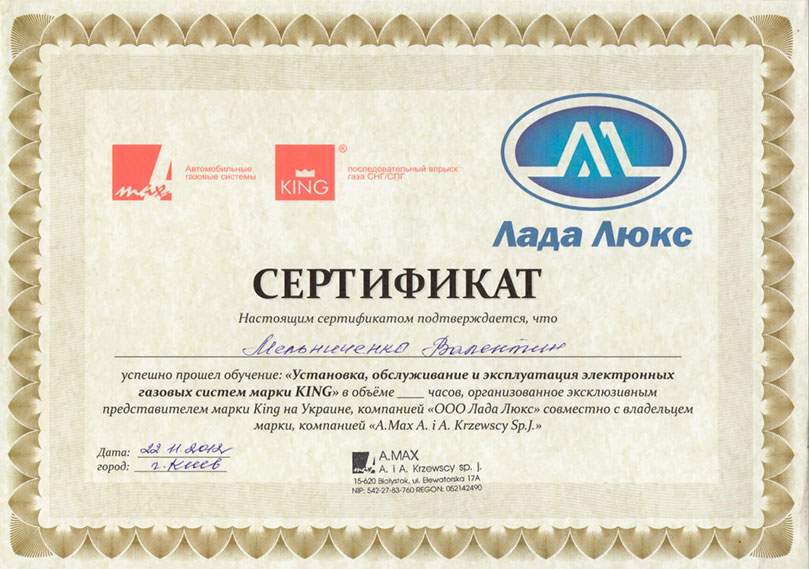 Amax
Автомобильные
газовые системы
KING®
последовательный впрыск
газа СНГ/СПГ
Лада Люкс
СЕРТИФИКАТ
Настоящим сертификатом подтверждается, что
Мельниченко Валентин
успешно прошел обучение: «Установка, обслуживание и эксплуатация электронных
газовых систем марки KING» в объёме ____ часов, организованное эксклюзивным
представителем марки King на Украине, компанией «ООО Лада Люкс» совместно с владельцем
марки, компанией «A.Max A. i A. Krzewscy Sp.J.»
Дата: 22 11.2012
город: г. Киев
Amax
A.MAX
A. i A. Krzewscy sp. j.
15-620 Białystok, ul. Elewatorska 17A
NIP: 542-27-83-760 REGON: 052142490